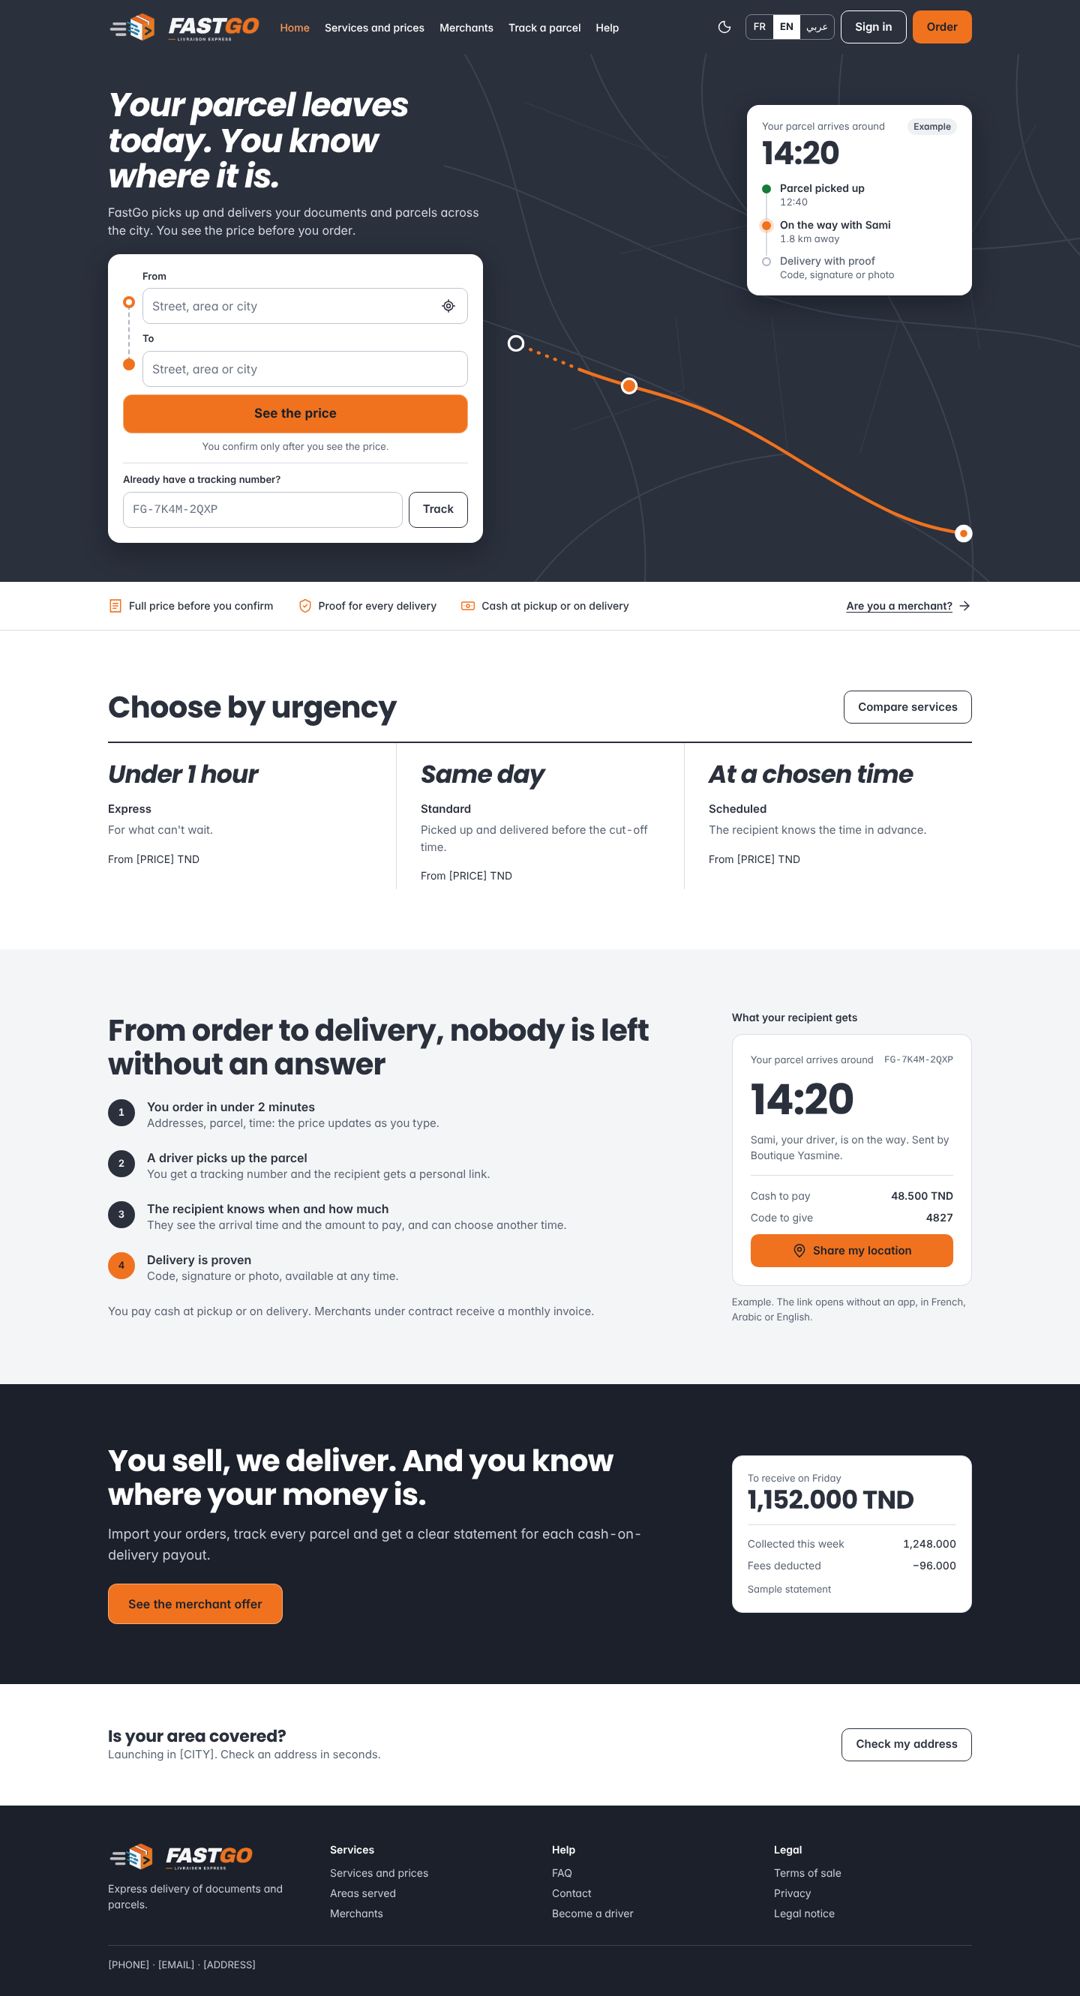 FASTGO
LIVRAISON EXPRESS
Home
Services and prices
Merchants
Track a parcel
Help
FR
EN
عربي
Sign in
Order
Your parcel leaves
today. You know
where it is.
FastGo picks up and delivers your documents and parcels across
the city. You see the price before you order.
From
Street, area or city
To
Street, area or city
See the price
You confirm only after you see the price.
Already have a tracking number?
FG-7K4M-2QXP
Track
Your parcel arrives around
Example
14:20
Parcel picked up
12:40
On the way with Sami
1.8 km away
Delivery with proof
Code, signature or photo
Full price before you confirm
Proof for every delivery
Cash at pickup or on delivery
Are you a merchant?
Choose by urgency
Compare services
Under 1 hour
Express
For what can't wait.
From [PRICE] TND
Same day
Standard
Picked up and delivered before the cut-off
time.
From [PRICE] TND
At a chosen time
Scheduled
The recipient knows the time in advance.
From [PRICE] TND
From order to delivery, nobody is left
without an answer
1
You order in under 2 minutes
Addresses, parcel, time: the price updates as you type.
2
A driver picks up the parcel
You get a tracking number and the recipient gets a personal link.
3
The recipient knows when and how much
They see the arrival time and the amount to pay, and can choose another time.
4
Delivery is proven
Code, signature or photo, available at any time.
You pay cash at pickup or on delivery. Merchants under contract receive a monthly invoice.
What your recipient gets
Your parcel arrives around
FG-7K4M-2QXP
14:20
Sami, your driver, is on the way. Sent by
Boutique Yasmine.
Cash to pay
48.500 TND
Code to give
4827
Share my location
Example. The link opens without an app, in French,
Arabic or English.
You sell, we deliver. And you know
where your money is.
Import your orders, track every parcel and get a clear statement for each cash-on-
delivery payout.
See the merchant offer
To receive on Friday
1,152.000 TND
Collected this week
1,248.000
Fees deducted
−96.000
Sample statement
Is your area covered?
Launching in [CITY]. Check an address in seconds.
Check my address
FASTGO
LIVRAISON EXPRESS
Express delivery of documents and
parcels.
Services
Services and prices
Areas served
Merchants
Help
FAQ
Contact
Become a driver
Legal
Terms of sale
Privacy
Legal notice
[PHONE] · [EMAIL] · [ADDRESS]